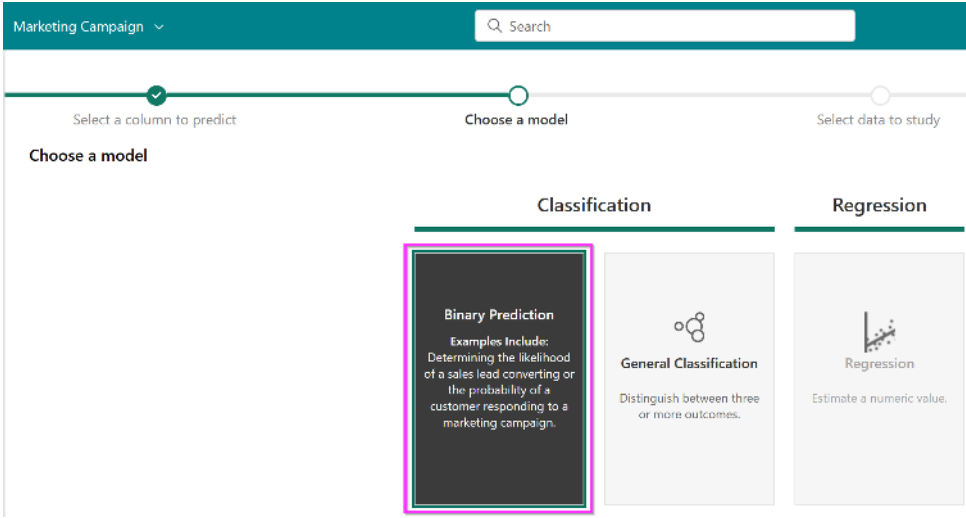 Marketing Campaign
Search
Select a column to predict
Choose a model
Select data to study
Choose a model
Classification
Regression
Binary Prediction
Examples Include:
Determining the likelihood
of a sales lead converting or
the probability of a
customer responding to a
marketing campaign.
General Classification
Distinguish between three
or more outcomes.
Regression
Estimate a numeric value.